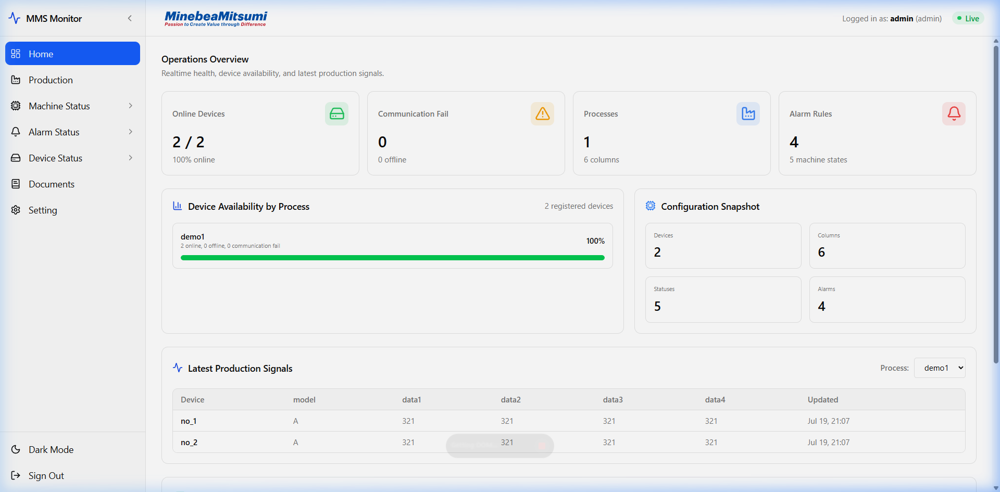 MMS Monitor
MinebeaMitsumi
Passion to Create Value through Difference
Logged in as: admin (admin)
Live
Home
Production
Machine Status
Alarm Status
Device Status
Documents
Setting
Dark Mode
Sign Out
Operations Overview
Realtime health, device availability, and latest production signals.
Online Devices
2 / 2
100% online
Communication Fail
0
0 offline
Processes
1
6 columns
Alarm Rules
4
5 machine states
Device Availability by Process
2 registered devices
demo1
2 online, 0 offline, 0 communication fail
100%
Configuration Snapshot
Devices
2
Columns
6
Statuses
5
Alarms
4
Latest Production Signals
Process: demo1
Device model data1 data2 data3 data4 Updated
no_1 A 321 321 321 321 Jul 19, 21:07
no_2 A 321 321 321 321 Jul 19, 21:07